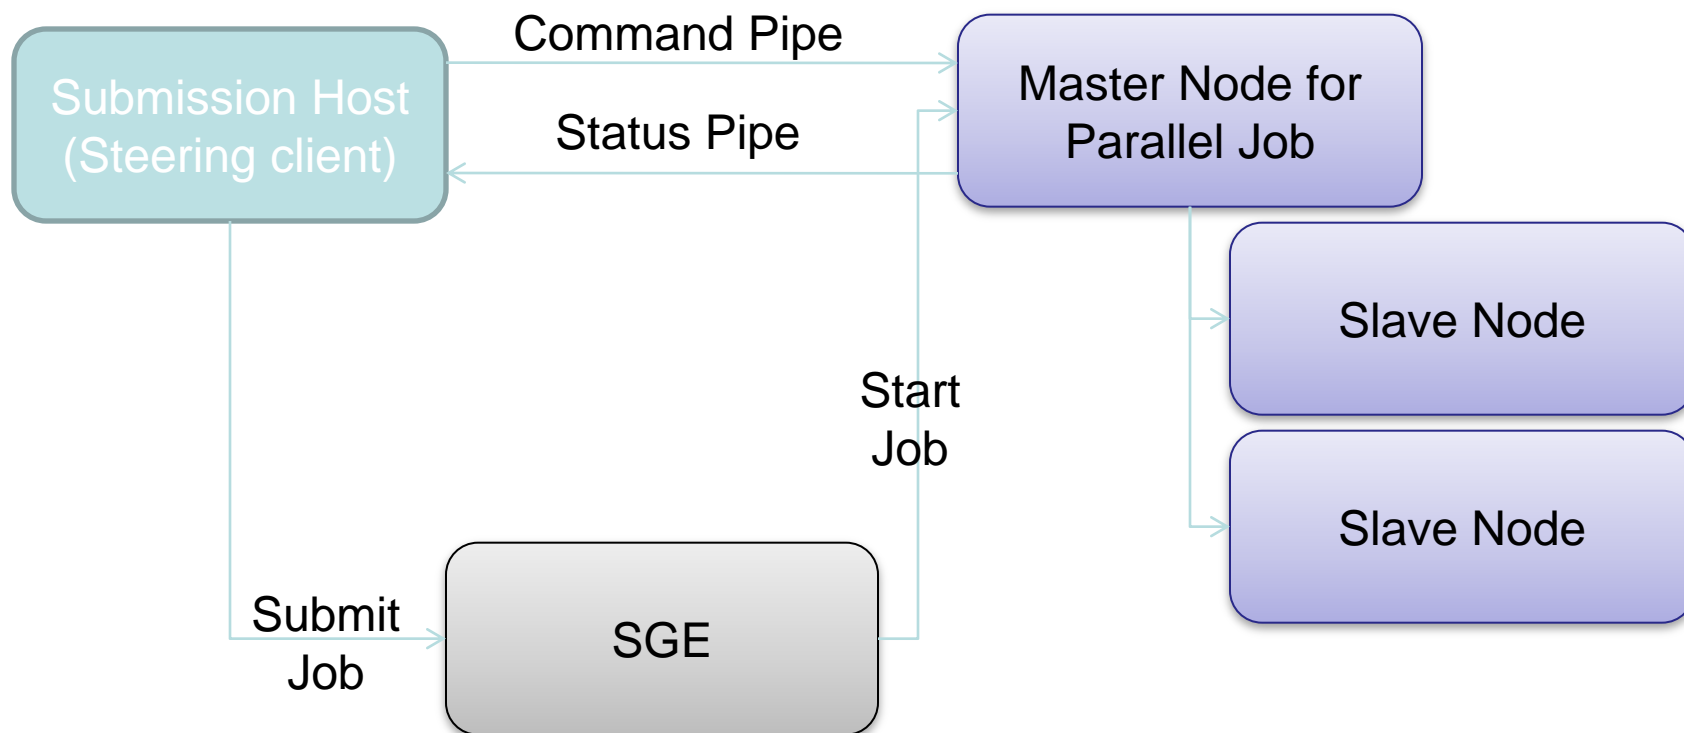 Command Pipe
Submission Host
(Steering client)
Master Node for
Parallel Job
Status Pipe
Slave Node
Start
Job
Slave Node
Submit
Job
SGE